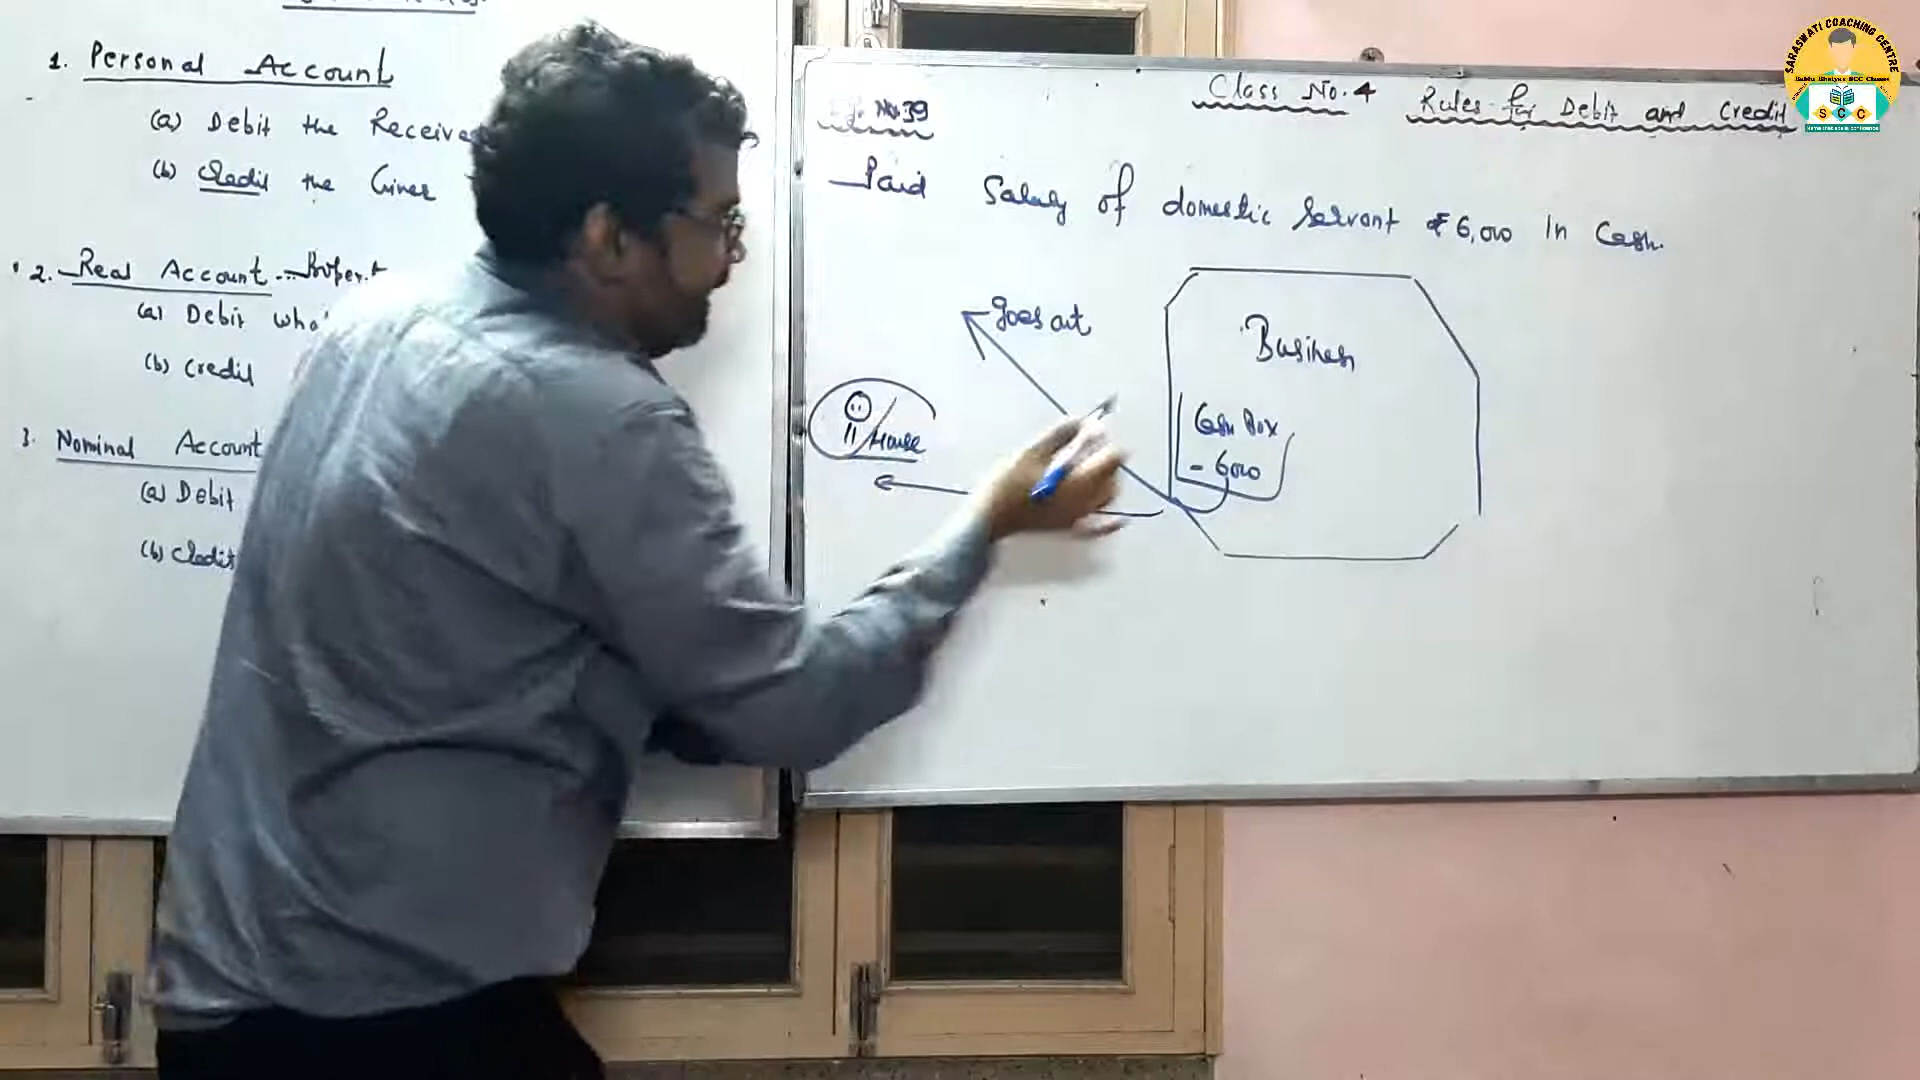 1. Personal Account
(a) Debit the Receive
(b) Credit the Giver
2. Real Account
(a) Debit wha
(b) Credit
3. Nominal Account
(a) Debit
(b) Credit
No. 39
Class No. 4 Rules for Debit and Credit
Paid Salary of domestic Servant ₹ 6,000 in Cash.
Goes out
Business
House
Cash Box
- 6000
SARASWATI COACHING CENTRE
SCC